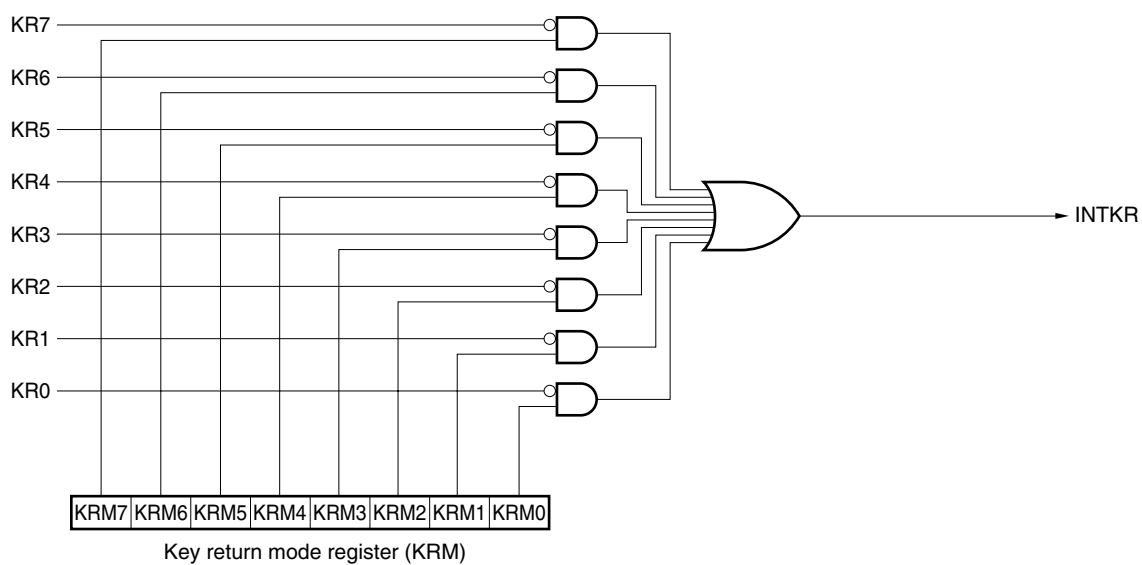 KR7
KR6
KR5
KR4
KR3
KR2
KR1
KR0
INTKR
KRM7 KRM6 KRM5 KRM4 KRM3 KRM2 KRM1 KRM0
Key return mode register (KRM)